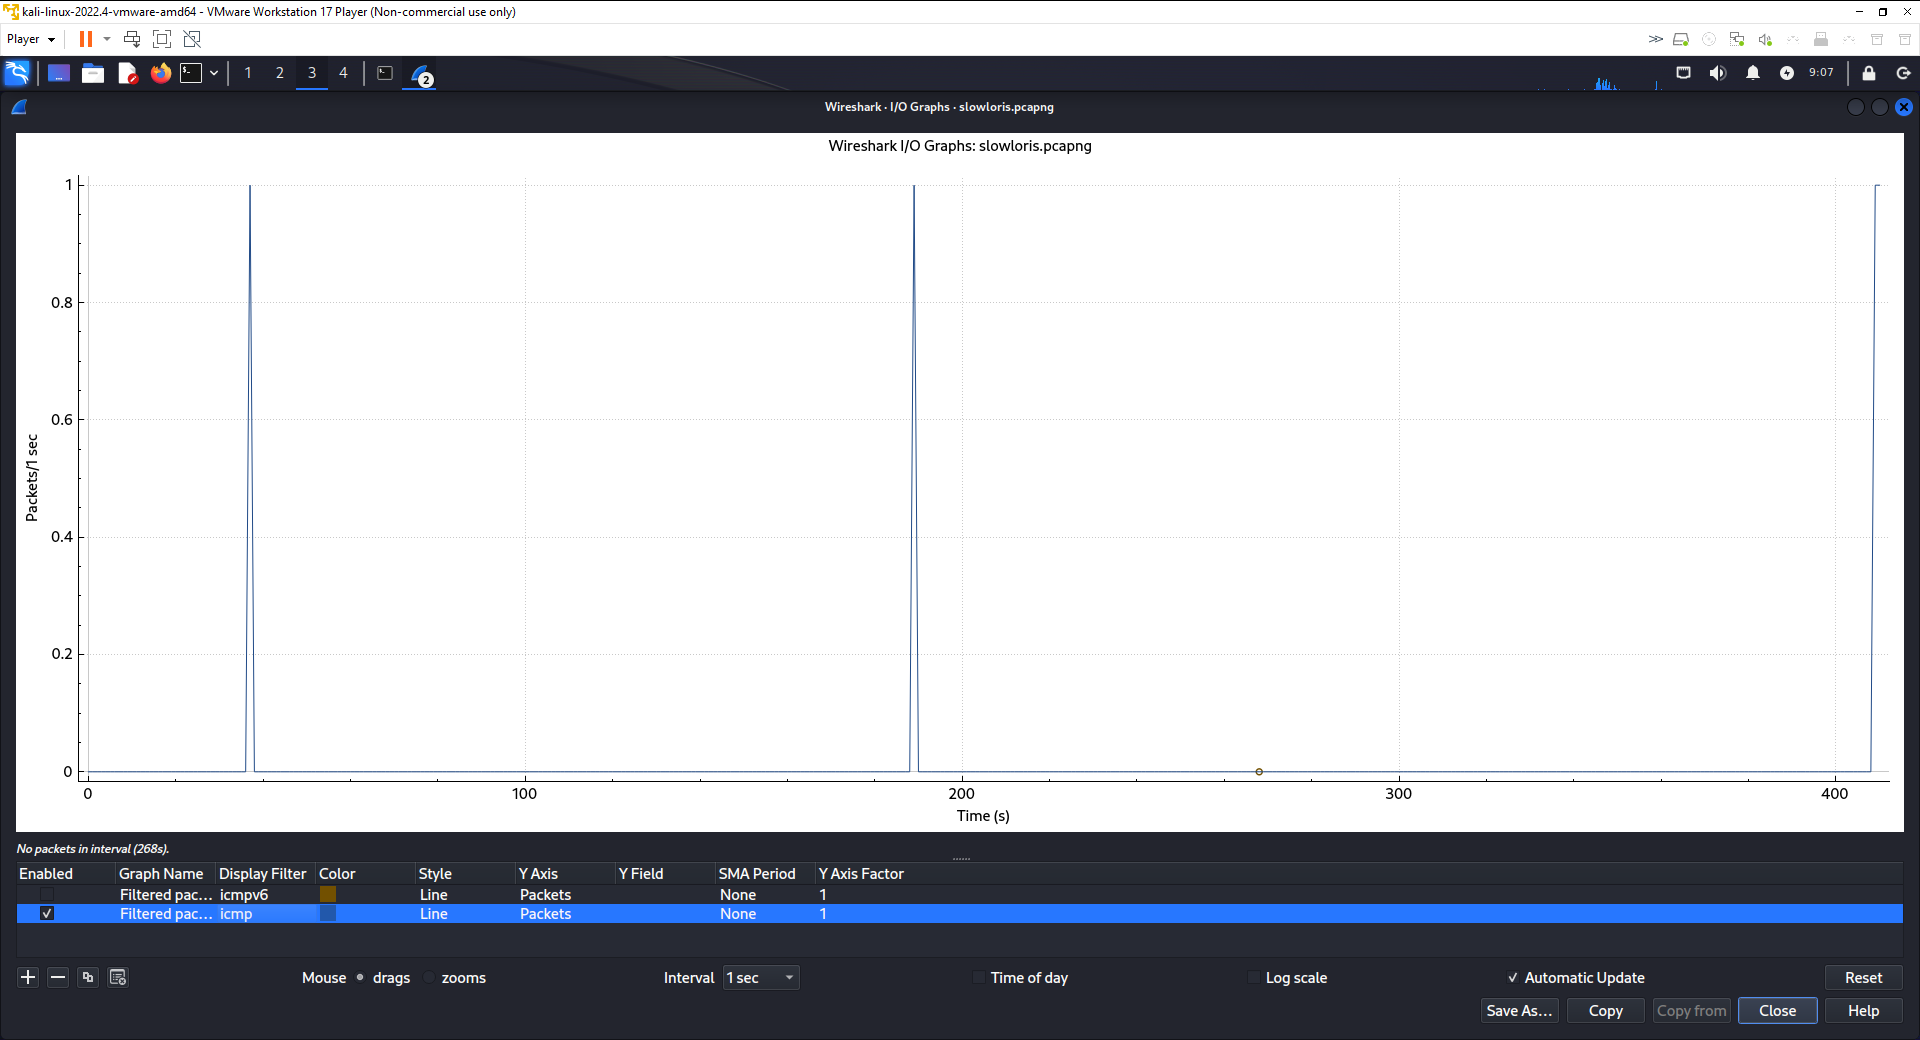 kali-linux-2022.4-vmware-amd64 - VMware Workstation 17 Player (Non-commercial use only)
Player
1 2 3 4 2 9:07
Wireshark · I/O Graphs · slowloris.pcapng
Wireshark I/O Graphs: slowloris.pcapng
1
0.8
0.6
0.4
0.2
0
Packets/1 sec
0 100 200 300 400
Time (s)
No packets in interval (268s).
Enabled Graph Name Display Filter Color Style Y Axis Y Field SMA Period Y Axis Factor
Filtered pac... icmpv6 Line Packets None 1
Filtered pac... icmp Line Packets None 1
Mouse drags zooms Interval 1 sec Time of day Log scale Automatic Update Reset
Save As... Copy Copy from Close Help